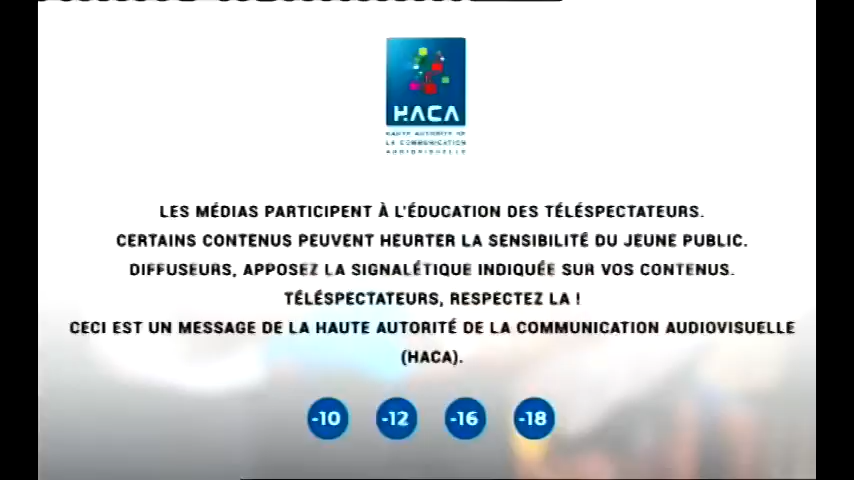 HACA
HAUTE AUTORITÉ DE
LA COMMUNICATION
AUDIOVISUELLE
LES MÉDIAS PARTICIPENT À L'ÉDUCATION DES TÉLÉSPECTATEURS.
CERTAINS CONTENUS PEUVENT HEURTER LA SENSIBILITÉ DU JEUNE PUBLIC.
DIFFUSEURS, APPOSEZ LA SIGNALÉTIQUE INDIQUÉE SUR VOS CONTENUS.
TÉLÉSPECTATEURS, RESPECTEZ LA !
CECI EST UN MESSAGE DE LA HAUTE AUTORITÉ DE LA COMMUNICATION AUDIOVISUELLE
(HACA).
-10 -12 -16 -18